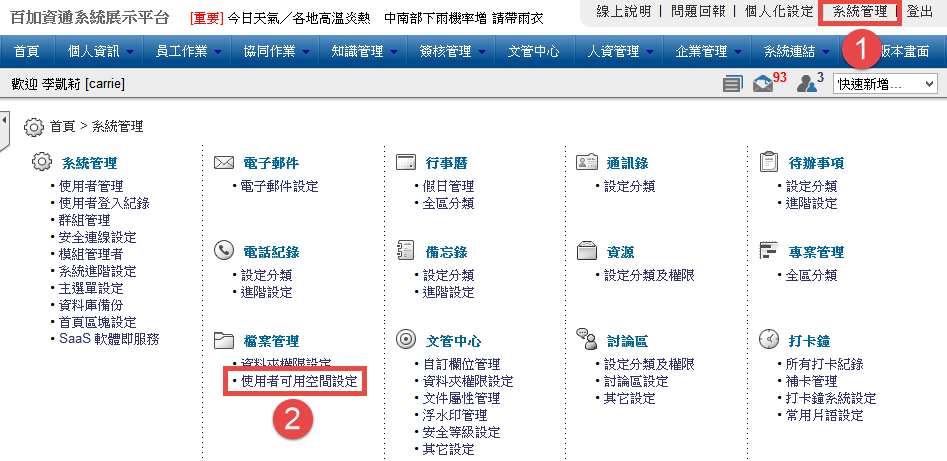 百加資通系統展示平台 [重要] 今日天氣／各地高溫炎熱 中南部下雨機率增 請帶雨衣 線上說明 | 問題回報 | 個人化設定 | 系統管理 | 登出
首頁 個人資訊 員工作業 協同作業 知識管理 簽核管理 文管中心 人資管理 企業管理 系統連結 版本畫面
1
歡迎 李凱莉 [carrie] 93 3 快速新增...
首頁 > 系統管理
系統管理
• 使用者管理
• 使用者登入紀錄
• 群組管理
• 安全連線設定
• 模組管理者
• 系統進階設定
• 主選單設定
• 資料庫備份
• 首頁區塊設定
• SaaS 軟體即服務
電子郵件
• 電子郵件設定
行事曆
• 假日管理
• 全區分類
通訊錄
• 設定分類
待辦事項
• 設定分類
• 進階設定
電話紀錄
• 設定分類
• 進階設定
備忘錄
• 設定分類
• 進階設定
資源
• 設定分類及權限
專案管理
• 全區分類
檔案管理
• 資料夾權限設定
• 使用者可用空間設定
2
文管中心
• 自訂欄位管理
• 資料夾權限設定
• 文件屬性管理
• 浮水印管理
• 安全等級設定
• 其它設定
討論區
• 設定分類及權限
• 討論區設定
• 其它設定
打卡鐘
• 所有打卡紀錄
• 補卡管理
• 打卡鐘系統設定
• 常用片語設定